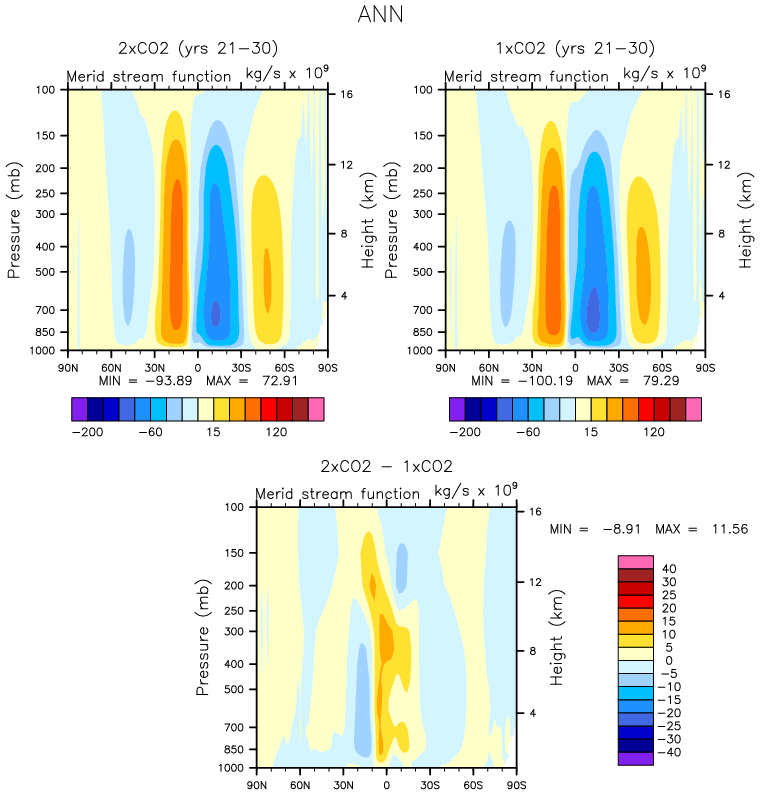 ANN
2xCO2 (yrs 21−30)
Merid stream function kg/s x 10⁹
100
150
200
250
300
400
500
700
850
1000
Pressure (mb)
16
12
8
4
Height (km)
90N 60N 30N 0 30S 60S 90S
MIN = −93.89 MAX = 72.91
−200 −60 15 120
1xCO2 (yrs 21−30)
Merid stream function kg/s x 10⁹
100
150
200
250
300
400
500
700
850
1000
Pressure (mb)
16
12
8
4
Height (km)
90N 60N 30N 0 30S 60S 90S
MIN = −100.19 MAX = 79.29
−200 −60 15 120
2xCO2 − 1xCO2
Merid stream function kg/s x 10⁹
100
150
200
250
300
400
500
700
850
1000
Pressure (mb)
16
12
8
4
Height (km)
90N 60N 30N 0 30S 60S 90S
MIN = −8.91 MAX = 11.56
40
30
25
20
15
10
5
0
−5
−10
−15
−20
−25
−30
−40